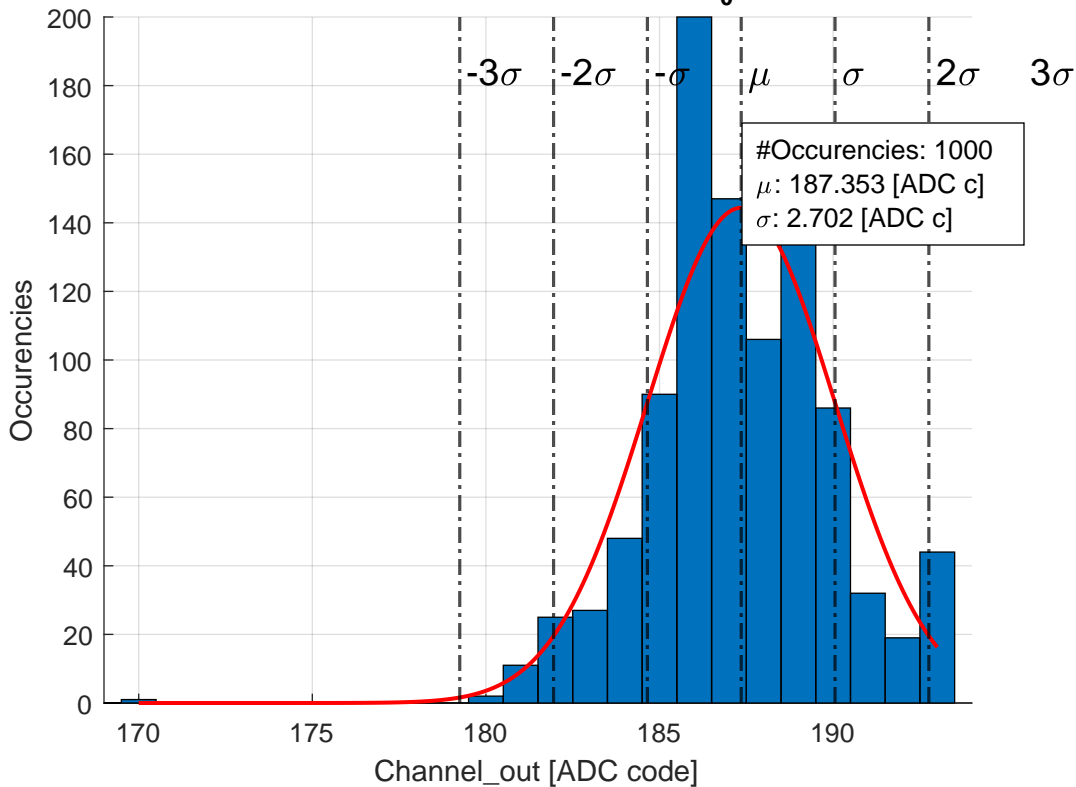 0
200
180
160
140
120
100
80
60
40
20
0
-3σ -2σ -σ μ σ 2σ 3σ
#Occurencies: 1000
μ: 187.353 [ADC c]
σ: 2.702 [ADC c]
Occurencies
170 175 180 185 190
Channel_out [ADC code]